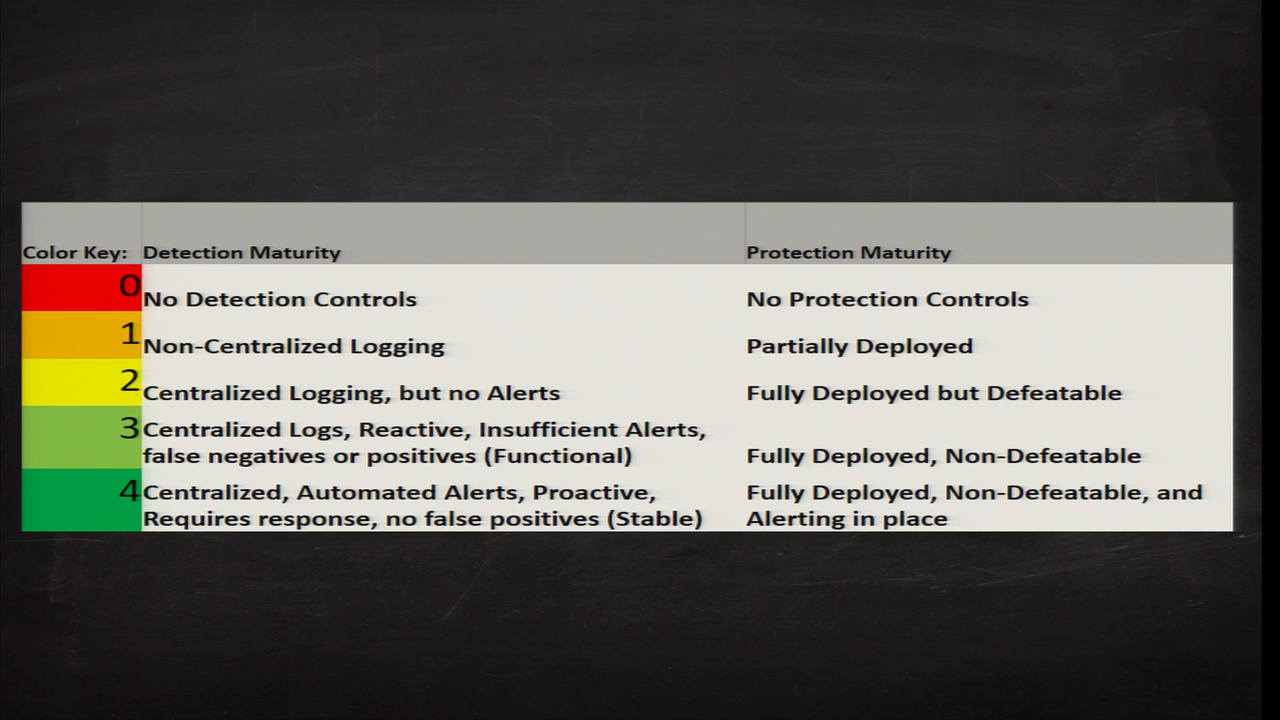 Color Key: Detection Maturity Protection Maturity
0 No Detection Controls No Protection Controls
1 Non-Centralized Logging Partially Deployed
2 Centralized Logging, but no Alerts Fully Deployed but Defeatable
3 Centralized Logs, Reactive, Insufficient Alerts,
false negatives or positives (Functional) Fully Deployed, Non-Defeatable
4 Centralized, Automated Alerts, Proactive, Fully Deployed, Non-Defeatable, and
Requires response, no false positives (Stable) Alerting in place